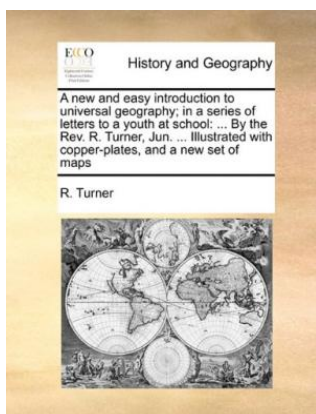 ECCO
History and Geography
A new and easy introduction to
universal geography; in a series of
letters to a youth at school: ... By the
Rev. R. Turner, Jun. ... Illustrated with
copper-plates, and a new set of
maps
R. Turner